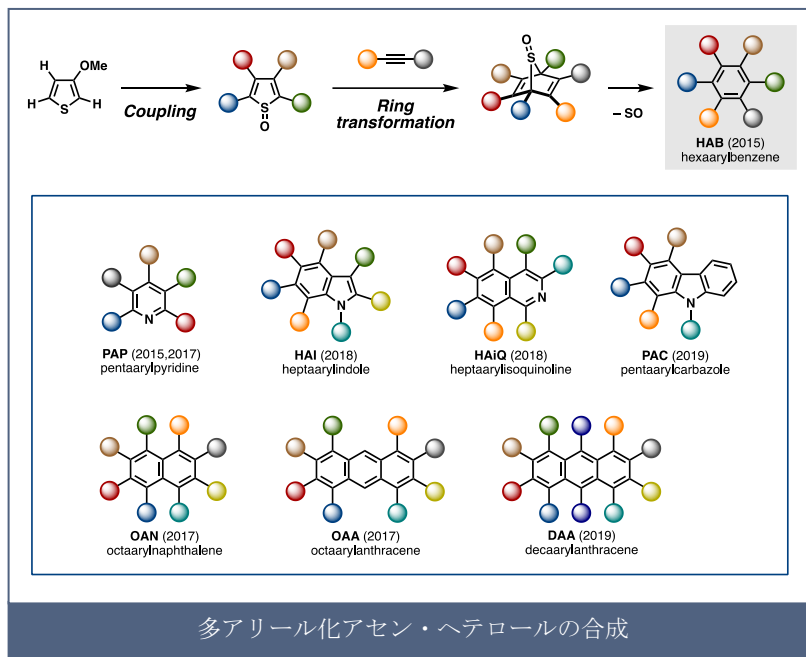 H
OMe
S
H
Coupling
S
O
Ring
transformation
O
S
– SO
HAB (2015)
hexaarylbenzene
N
PAP (2015,2017)
pentaarylpyridine
N
HAI (2018)
heptaarylindole
N
HAiQ (2018)
heptaarylisoquinoline
N
PAC (2019)
pentaarylcarbazole
OAN (2017)
octaarylnaphthalene
OAA (2017)
octaarylanthracene
DAA (2019)
decaarylanthracene
多アリール化アセン・ヘテロールの合成